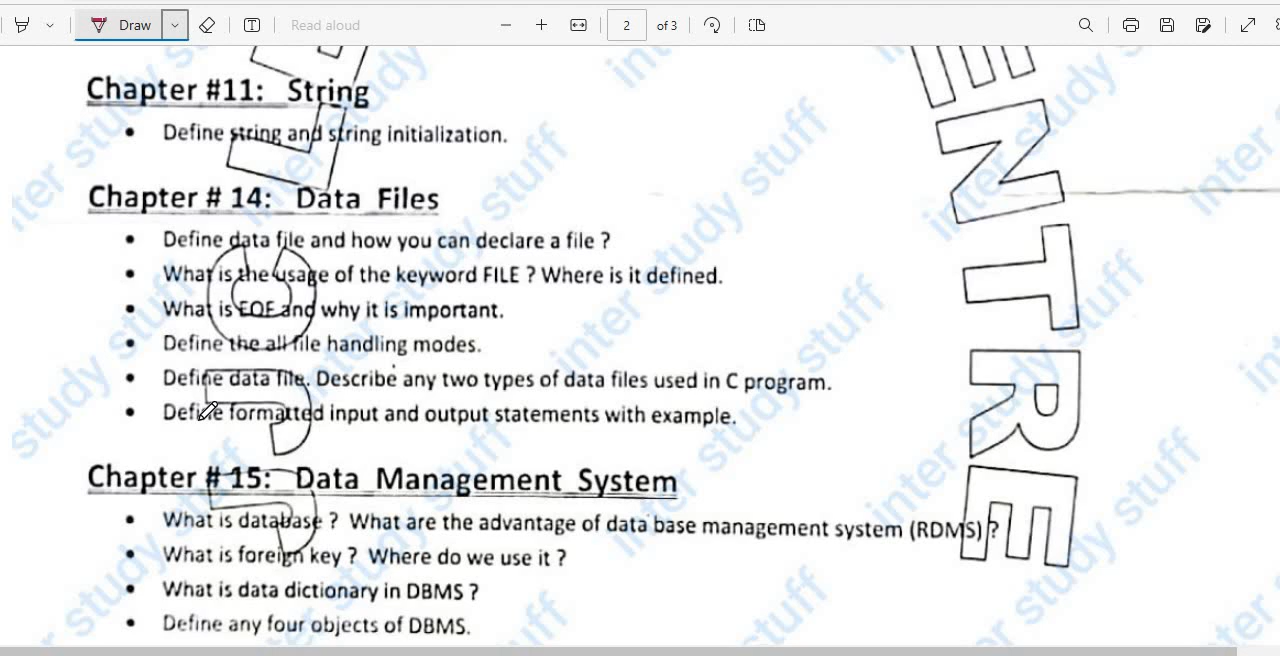 Draw
Read aloud
2 of 3
Chapter #11: String
• Define string and string initialization.
Chapter # 14: Data Files
• Define data file and how you can declare a file ?
• What is the usage of the keyword FILE ? Where is it defined.
• What is EOF and why it is important.
• Define the all file handling modes.
• Define data file. Describe any two types of data files used in C program.
• Define formatted input and output statements with example.
Chapter # 15: Data Management System
• What is database ? What are the advantage of data base management system (RDMS) ?
• What is foreign key ? Where do we use it ?
• What is data dictionary in DBMS ?
• Define any four objects of DBMS.
ENTRE
inter study stuff